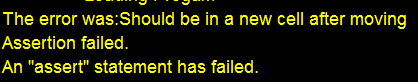 The error was:Should be in a new cell after moving
Assertion failed.
An "assert" statement has failed.